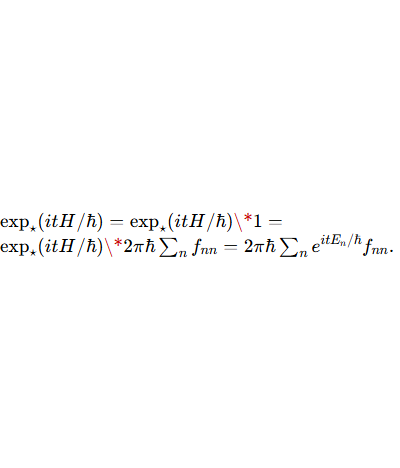 exp⋆(itH/ħ) = exp⋆(itH/ħ)\*1 =
exp⋆(itH/ħ)\*2πħ ∑ₙ fₙₙ = 2πħ ∑ₙ e^{itEₙ/ħ} fₙₙ.